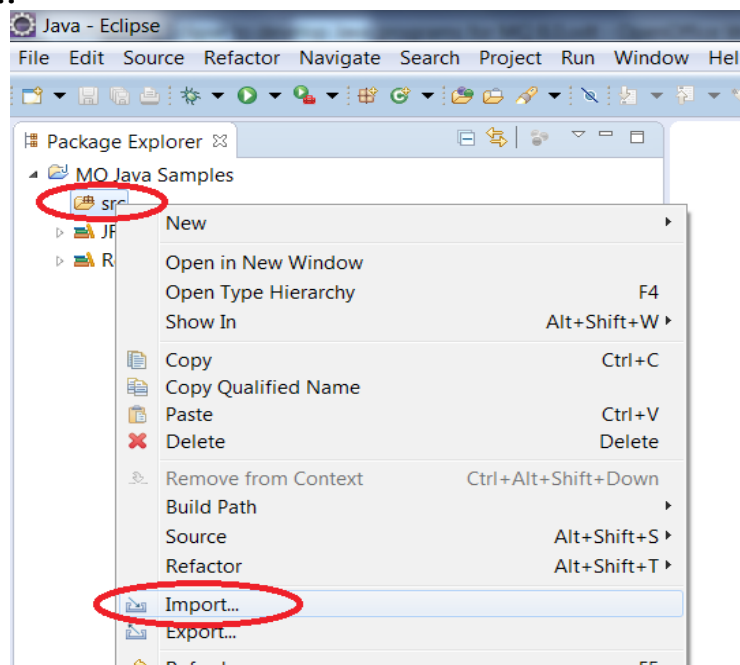 Java - Eclipse
File Edit Source Refactor Navigate Search Project Run Window Hel
Package Explorer
MQ Java Samples
src
New
Open in New Window
Open Type Hierarchy F4
Show In Alt+Shift+W
Copy Ctrl+C
Copy Qualified Name
Paste Ctrl+V
Delete Delete
Remove from Context Ctrl+Alt+Shift+Down
Build Path
Source Alt+Shift+S
Refactor Alt+Shift+T
Import...
Export...